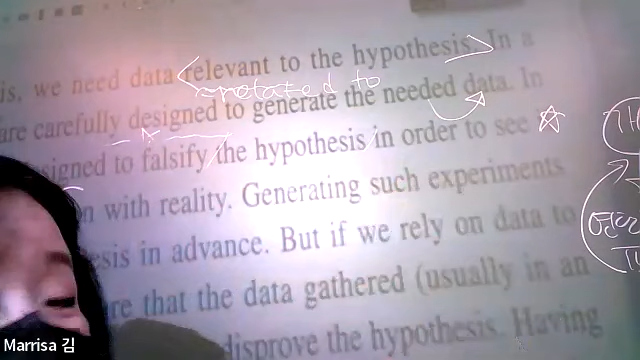 is, we need data relevant to the hypothesis. In a
related to
are carefully designed to generate the needed data. In
signed to falsify the hypothesis in order to see
n with reality. Generating such experiments
esis in advance. But if we rely on data to
re that the data gathered (usually in an
disprove the hypothesis. Having
Marrisa 김